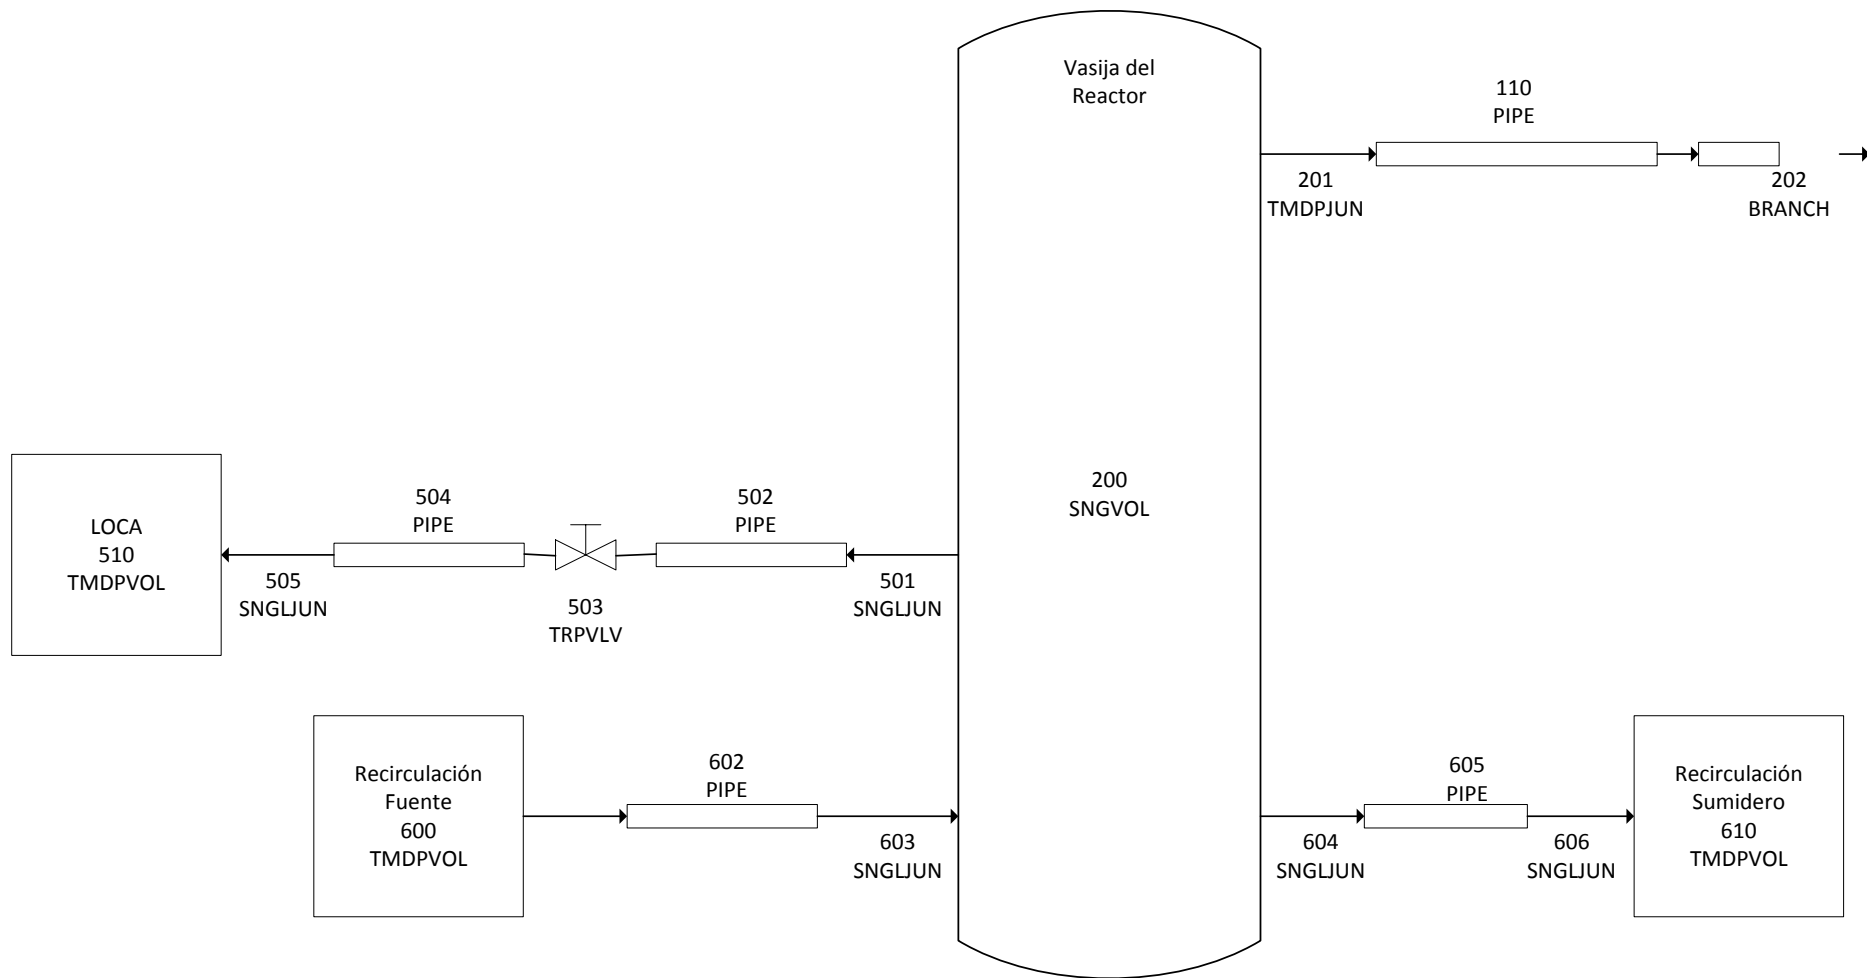 Vasija del
Reactor
110
PIPE
201
TMDPJUN
202
BRANCH
200
SNGVOL
LOCA
510
TMDPVOL
505
SNGLJUN
504
PIPE
503
TRPVLV
502
PIPE
501
SNGLJUN
Recirculación
Fuente
600
TMDPVOL
602
PIPE
603
SNGLJUN
604
SNGLJUN
605
PIPE
606
SNGLJUN
Recirculación
Sumidero
610
TMDPVOL